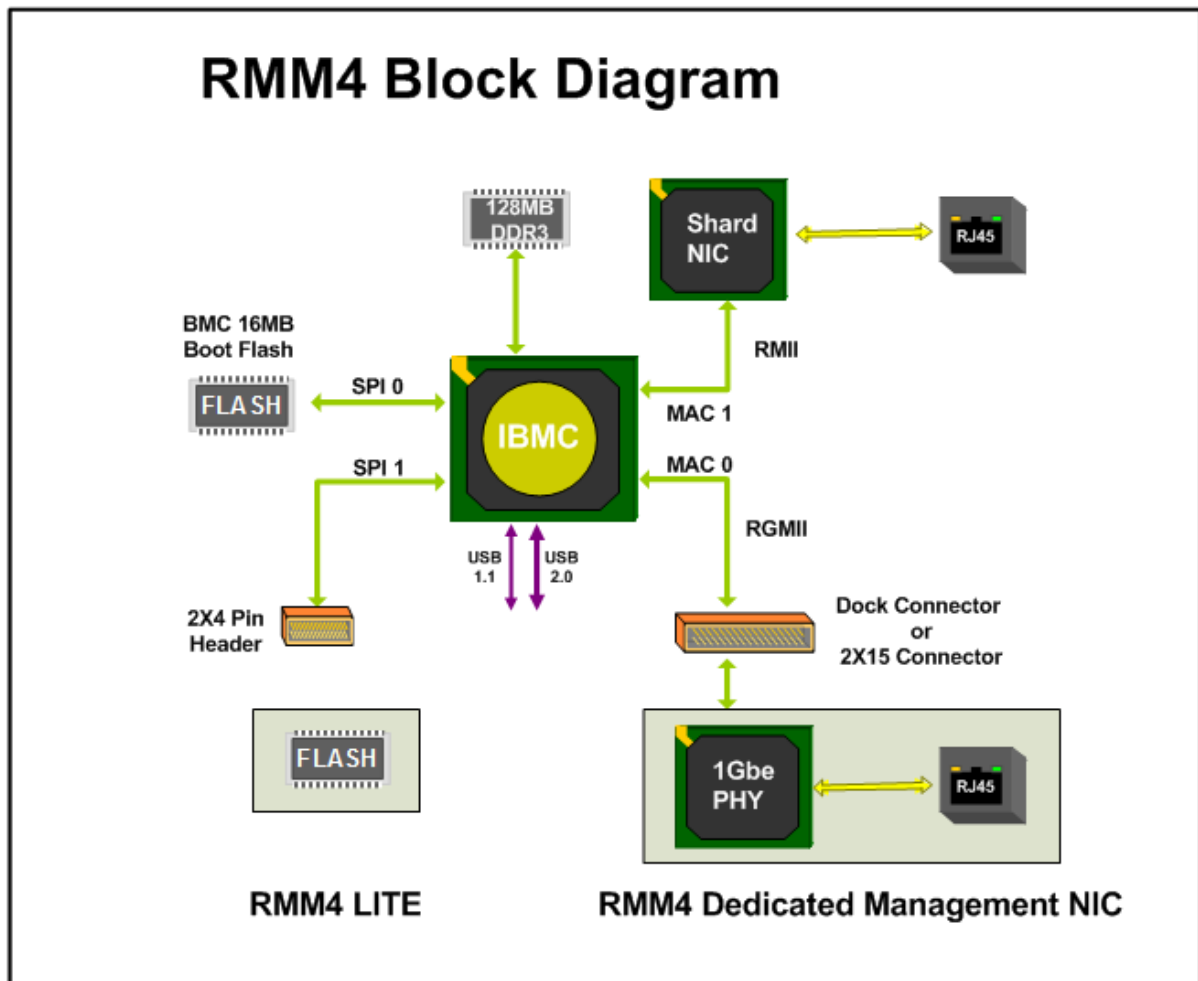 RMM4 Block Diagram
128MB
DDR3
Shard
NIC
RJ45
BMC 16MB
Boot Flash
FLASH
SPI 0
IBMC
RMII
MAC 1
SPI 1
MAC 0
RGMII
USB
1.1
USB
2.0
2X4 Pin
Header
Dock Connector
or
2X15 Connector
FLASH
1Gbe
PHY
RJ45
RMM4 LITE
RMM4 Dedicated Management NIC